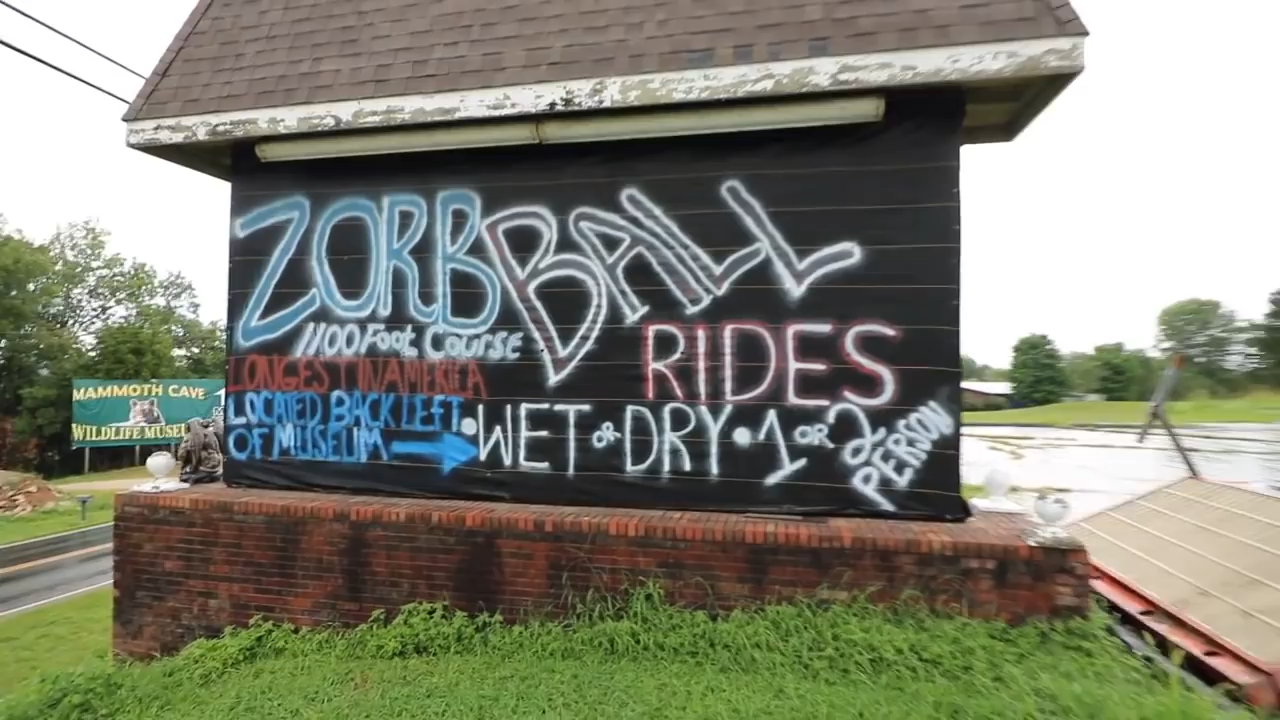 ZORB BALL
1100 Foot Course
RIDES
LONGEST IN AMERICA
LOCATED BACK LEFT
OF MUSEUM
•WET OR DRY•1 OR 2
PERSON
MAMMOTH CAVE
WILDLIFE